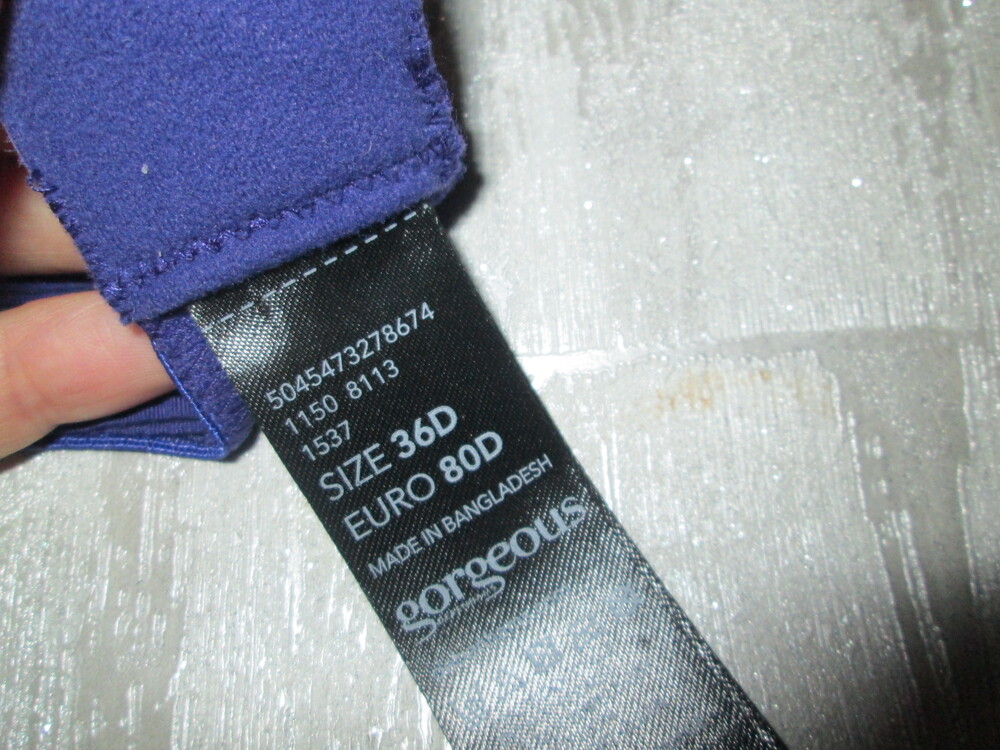 5045473278674
1150 8113
1537
SIZE 36D
EURO 80D
MADE IN BANGLADESH
gorgeous